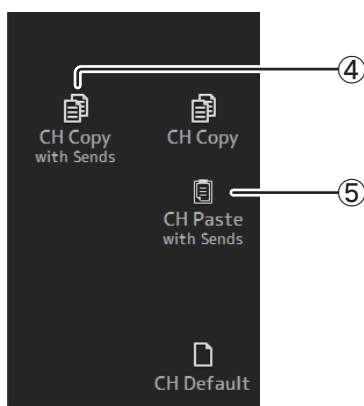 ④
CH Copy
with Sends
CH Copy
⑤
CH Paste
with Sends
CH Default